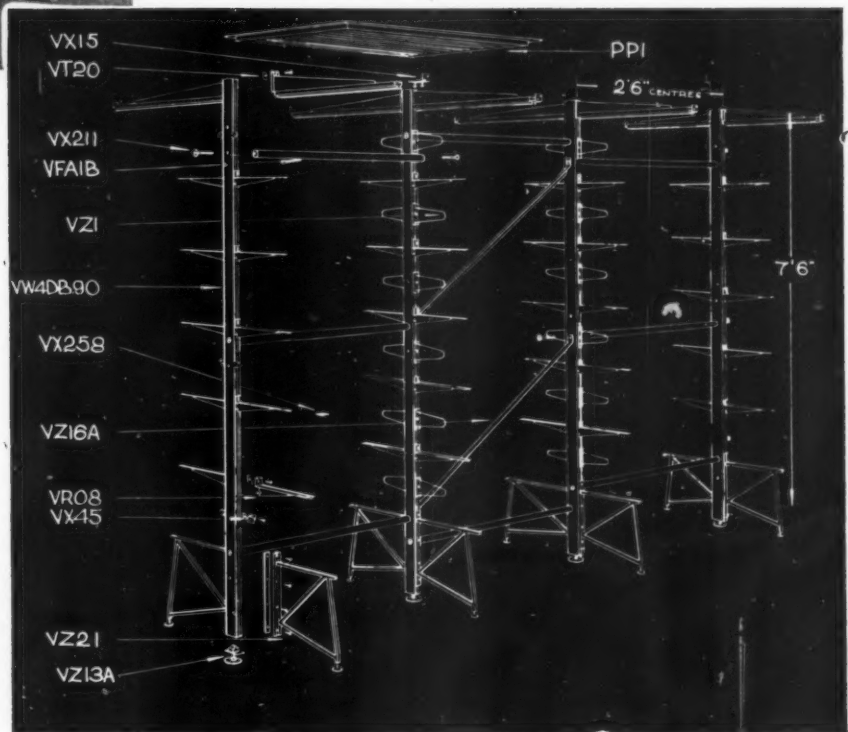 VX15
PP1
VT20
2'6" CENTRES
VX211
VFA1B
VZ1
7'6"
VW4DB90
VX258
VZ16A
VR08
VX45
VZ21
VZ13A